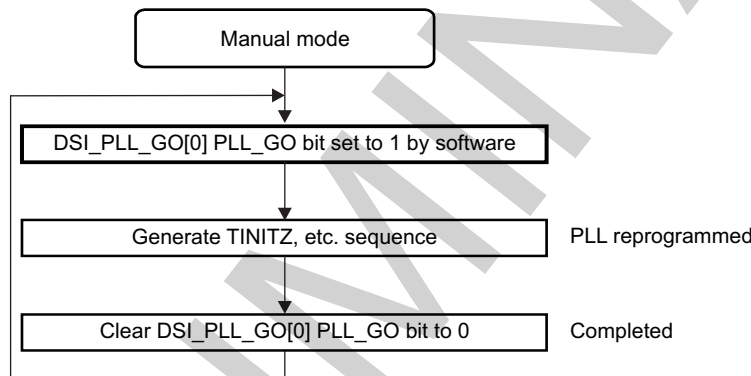 Manual mode
DSI_PLL_GO[0] PLL_GO bit set to 1 by software
Generate TINITZ, etc. sequence
PLL reprogrammed
Clear DSI_PLL_GO[0] PLL_GO bit to 0
Completed